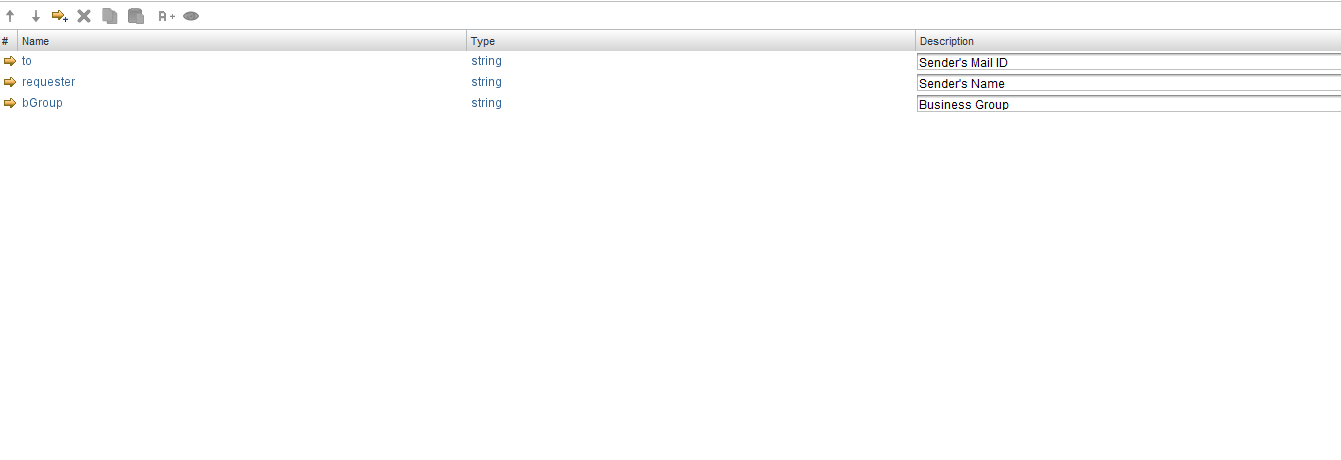 # Name Type Description
to string Sender's Mail ID
requester string Sender's Name
bGroup string Business Group